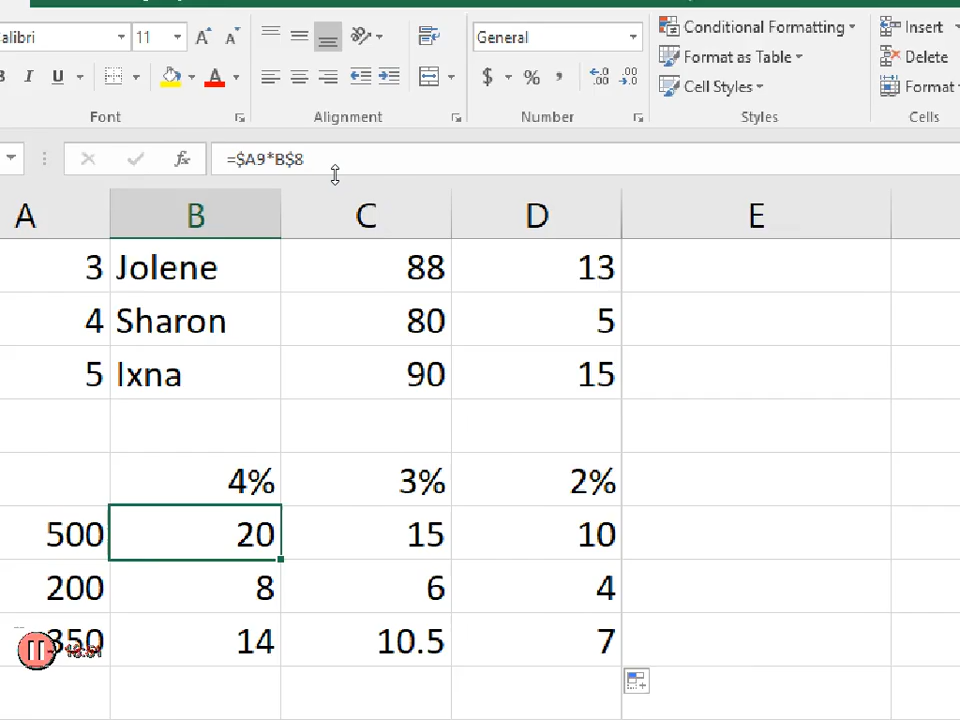 alibri 11 A A General Conditional Formatting Insert
B I U A $ % , .00 .00 Format as Table Delete
Cell Styles Format
Font Alignment Number Styles Cells
fx =$A9*B$8
A B C D E
3 Jolene 88 13
4 Sharon 80 5
5 Ixna 90 15
4% 3% 2%
500 20 15 10
200 8 6 4
350 14 10.5 7